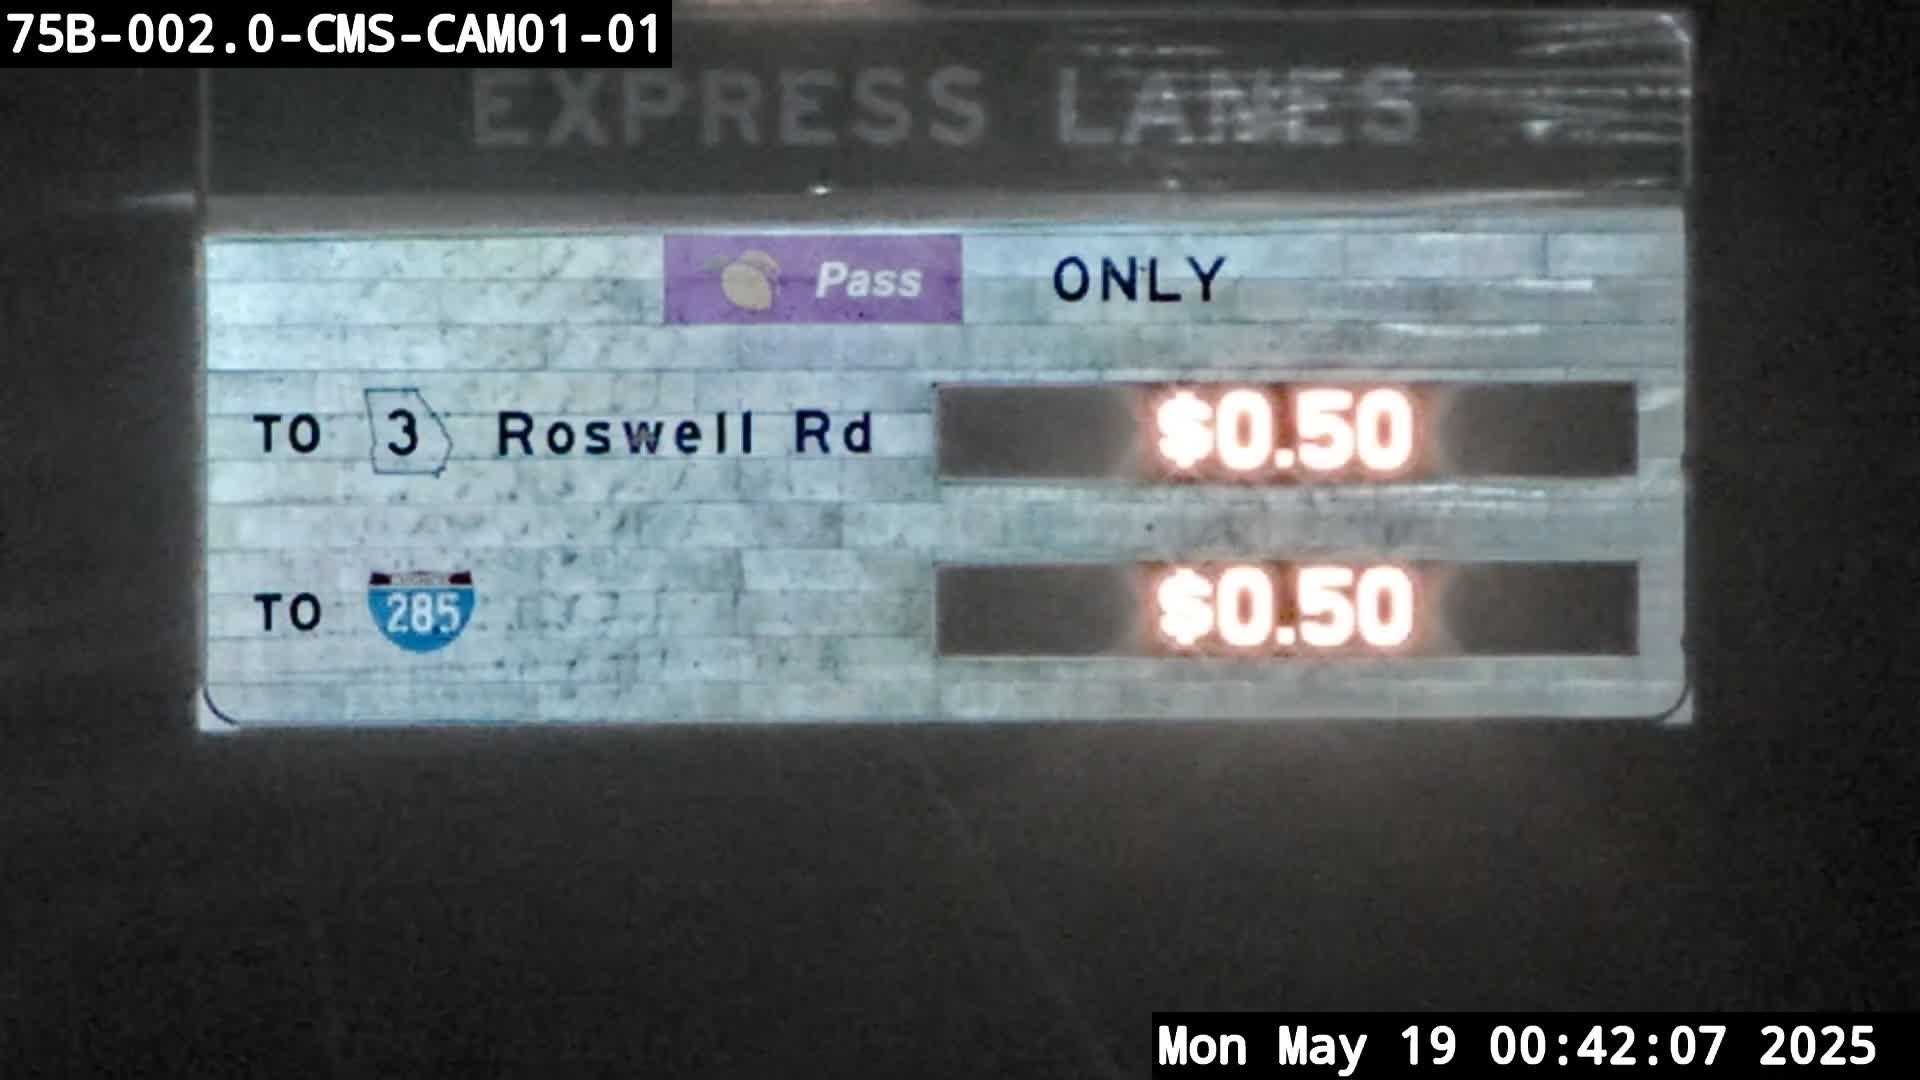 75B-002.0-CMS-CAM01-01
EXPRESS LANES
Pass ONLY
TO 3 Roswell Rd $0.50
TO 285 $0.50
Mon May 19 00:42:07 2025